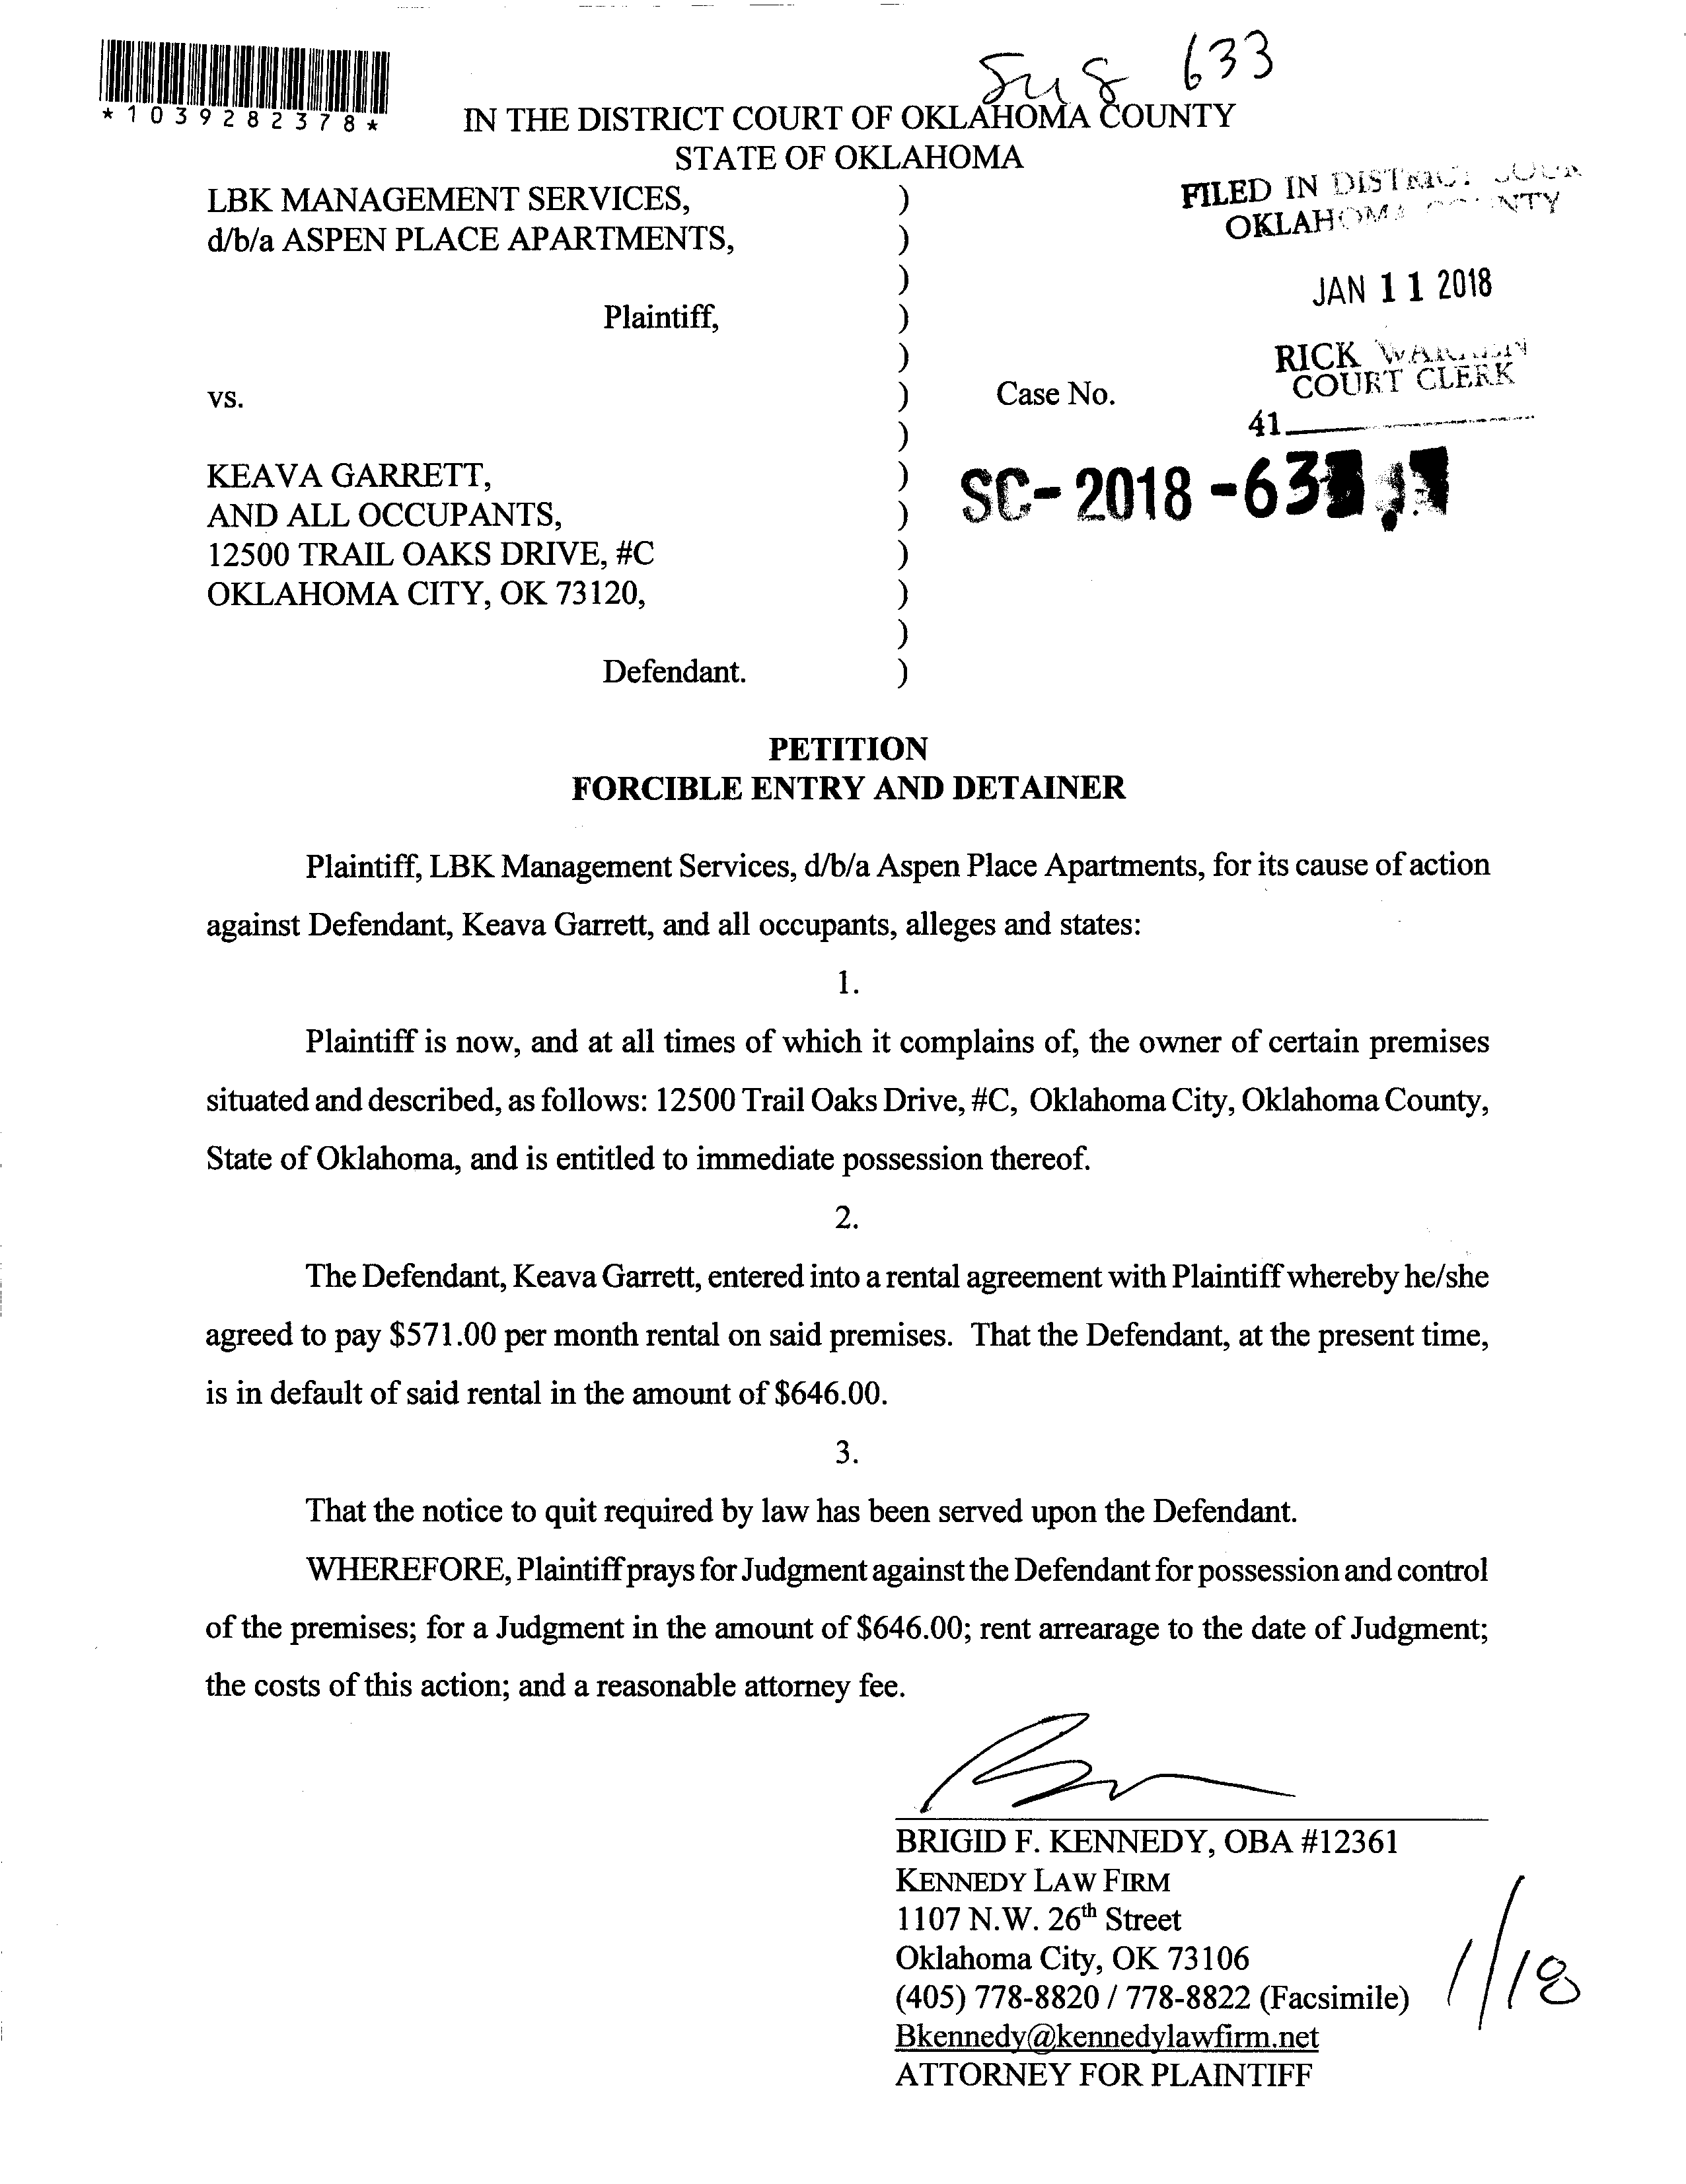 633
*1039282378*
IN THE DISTRICT COURT OF OKLAHOMA COUNTY
STATE OF OKLAHOMA
LBK MANAGEMENT SERVICES, )
d/b/a ASPEN PLACE APARTMENTS, )
)
Plaintiff, )
)
vs. ) Case No.
)
KEAVA GARRETT, )
AND ALL OCCUPANTS, )
12500 TRAIL OAKS DRIVE, #C )
OKLAHOMA CITY, OK 73120, )
)
Defendant. )
FILED IN DISTRICT COURT
OKLAHOMA COUNTY
JAN 11 2018
RICK WARREN
COURT CLERK
41
SC-2018-63
PETITION
FORCIBLE ENTRY AND DETAINER
Plaintiff, LBK Management Services, d/b/a Aspen Place Apartments, for its cause of action
against Defendant, Keava Garrett, and all occupants, alleges and states:
1.
Plaintiff is now, and at all times of which it complains of, the owner of certain premises
situated and described, as follows: 12500 Trail Oaks Drive, #C, Oklahoma City, Oklahoma County,
State of Oklahoma, and is entitled to immediate possession thereof.
2.
The Defendant, Keava Garrett, entered into a rental agreement with Plaintiff whereby he/she
agreed to pay $571.00 per month rental on said premises. That the Defendant, at the present time,
is in default of said rental in the amount of $646.00.
3.
That the notice to quit required by law has been served upon the Defendant.
WHEREFORE, Plaintiff prays for Judgment against the Defendant for possession and control
of the premises; for a Judgment in the amount of $646.00; rent arrearage to the date of Judgment;
the costs of this action; and a reasonable attorney fee.
BRIGID F. KENNEDY, OBA #12361
KENNEDY LAW FIRM
1107 N.W. 26th Street
Oklahoma City, OK 73106
(405) 778-8820 / 778-8822 (Facsimile)
Bkennedy@kennedylawfirm.net
ATTORNEY FOR PLAINTIFF
1/18